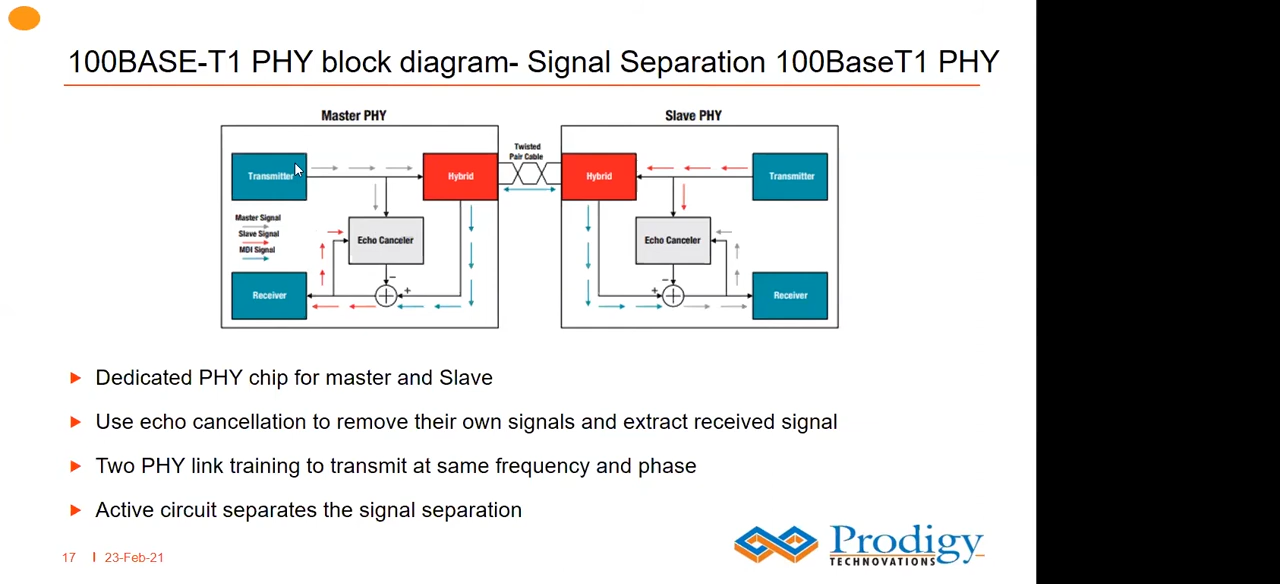 100BASE-T1 PHY block diagram- Signal Separation 100BaseT1 PHY
Master PHY
Slave PHY
Transmitter
Hybrid
Twisted
Pair Cable
Hybrid
Transmitter
Master Signal
Slave Signal
MDI Signal
Echo Canceler
Echo Canceler
−
+
+
−
Receiver
Receiver
Dedicated PHY chip for master and Slave
Use echo cancellation to remove their own signals and extract received signal
Two PHY link training to transmit at same frequency and phase
Active circuit separates the signal separation
17 I 23-Feb-21
Prodigy
TECHNOVATIONS